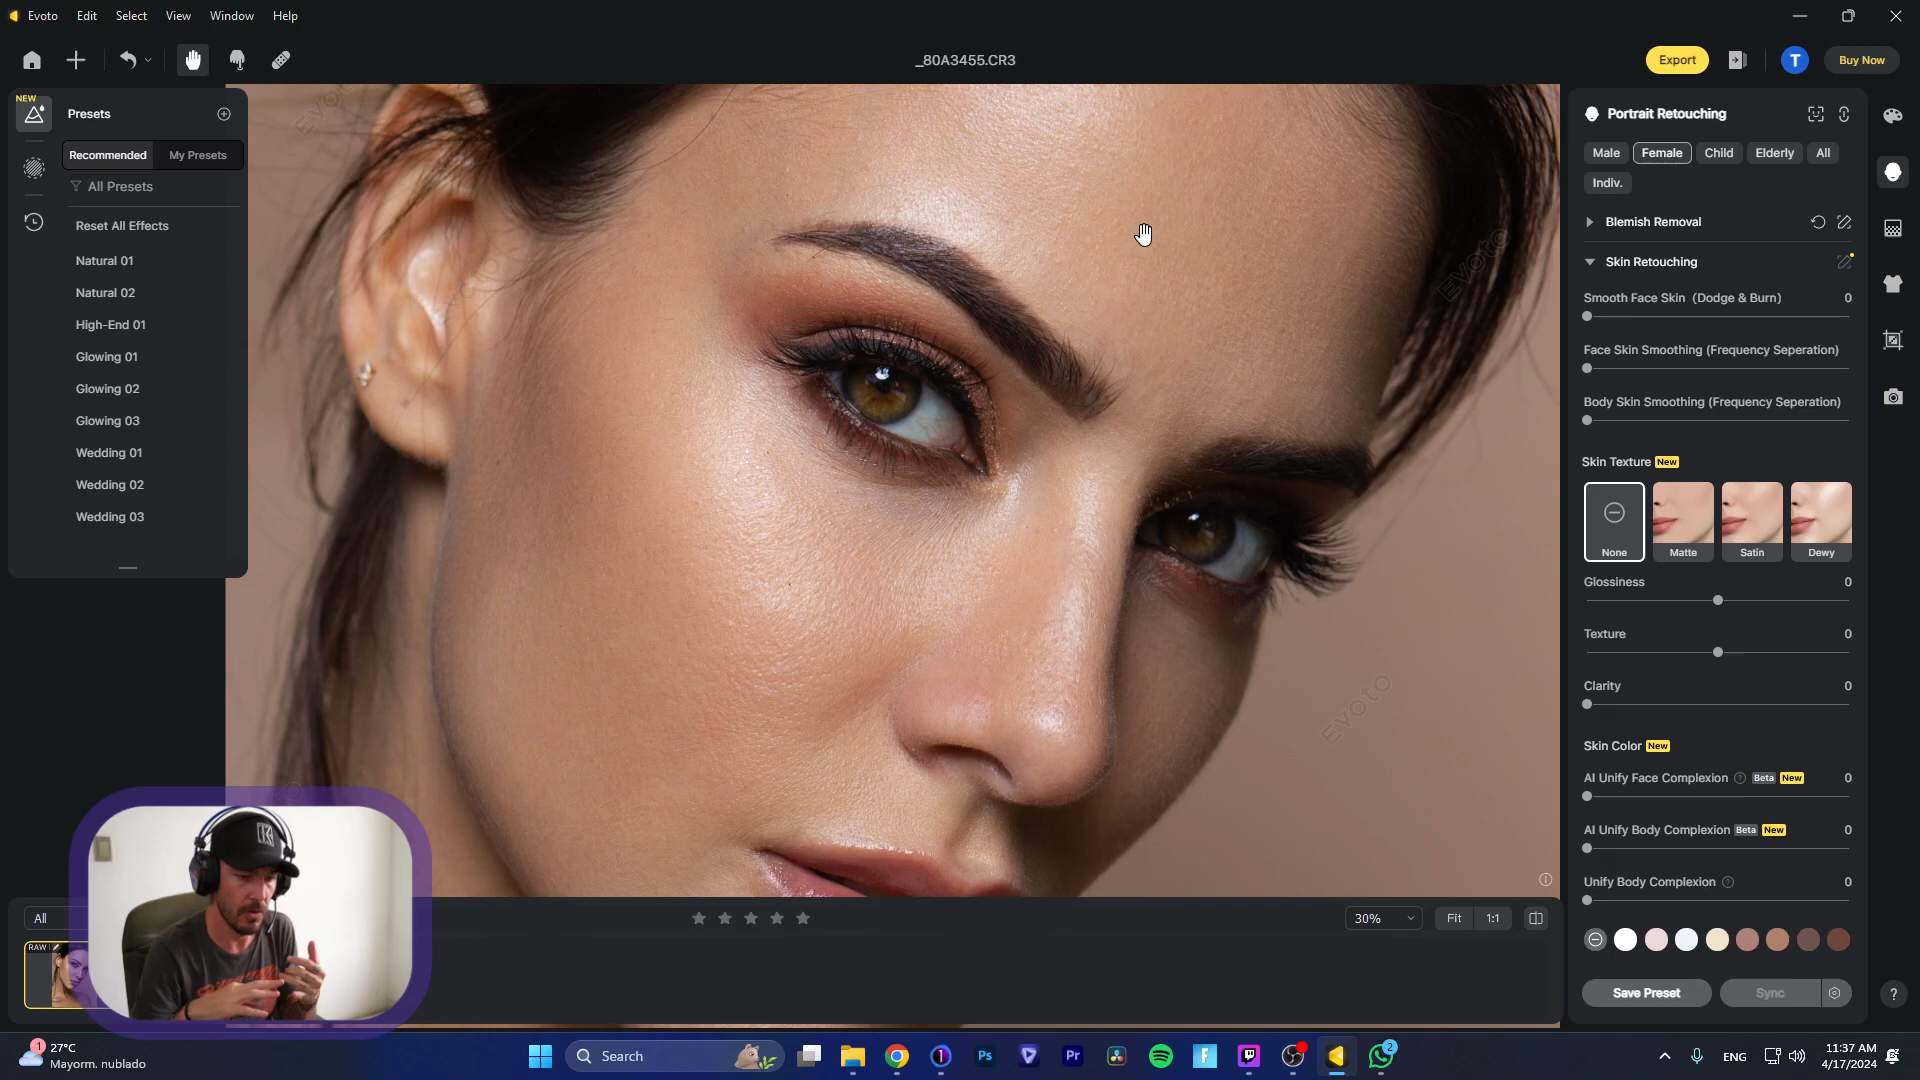 Evoto Edit Select View Window Help
_80A3455.CR3
Export
T
Buy Now
NEW
Presets
Recommended My Presets
All Presets
Reset All Effects
Natural 01
Natural 02
High-End 01
Glowing 01
Glowing 02
Glowing 03
Wedding 01
Wedding 02
Wedding 03
Evoto
Evoto
Portrait Retouching
Male Female Child Elderly All
Indiv.
Blemish Removal
Skin Retouching
Smooth Face Skin (Dodge & Burn) 0
Face Skin Smoothing (Frequency Seperation)
Body Skin Smoothing (Frequency Seperation)
Skin Texture New
None Matte Satin Dewy
Glossiness 0
Texture 0
Clarity 0
Skin Color New
AI Unify Face Complexion ? Beta New 0
AI Unify Body Complexion Beta New 0
Unify Body Complexion ? 0
Save Preset Sync
?
All
30% Fit 1:1
RAW
1
27°C
Mayorm. nublado
Search
Ps
Pr
2
ENG
11:37 AM
4/17/2024